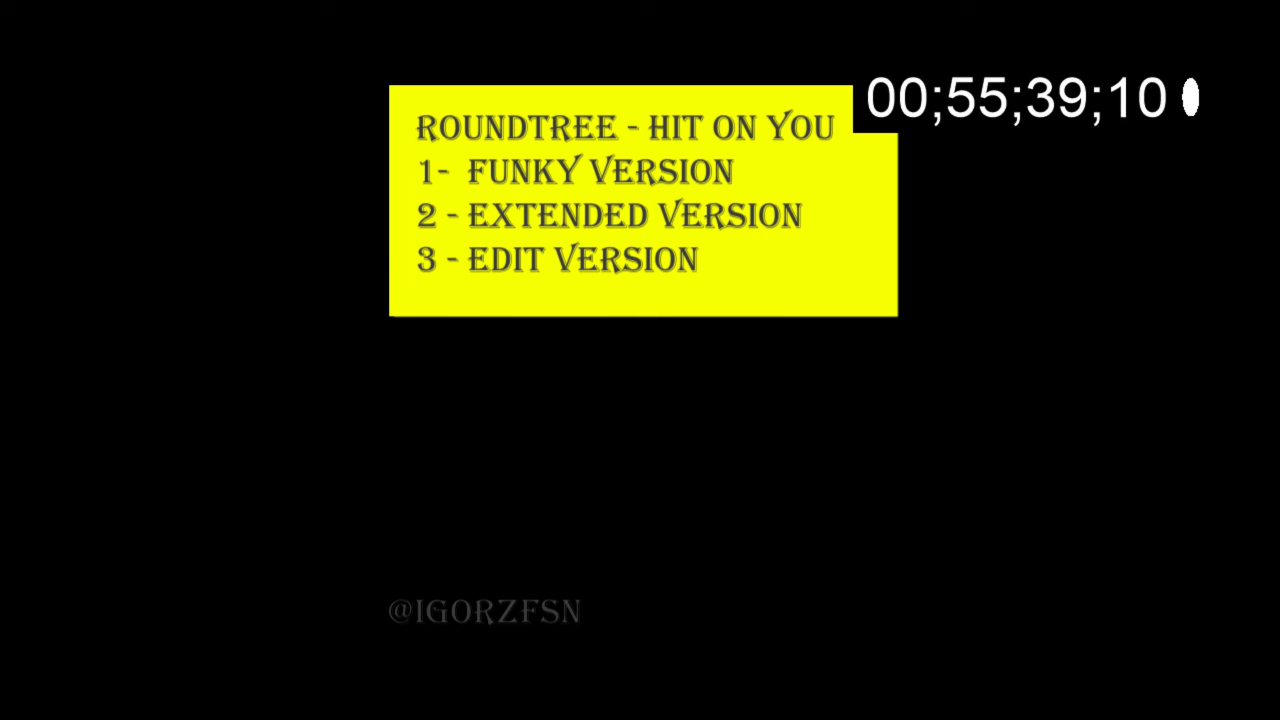 00;55;39;10
ROUNDTREE - HIT ON YOU
1- FUNKY VERSION
2 - EXTENDED VERSION
3 - EDIT VERSION
@IGORZFSN